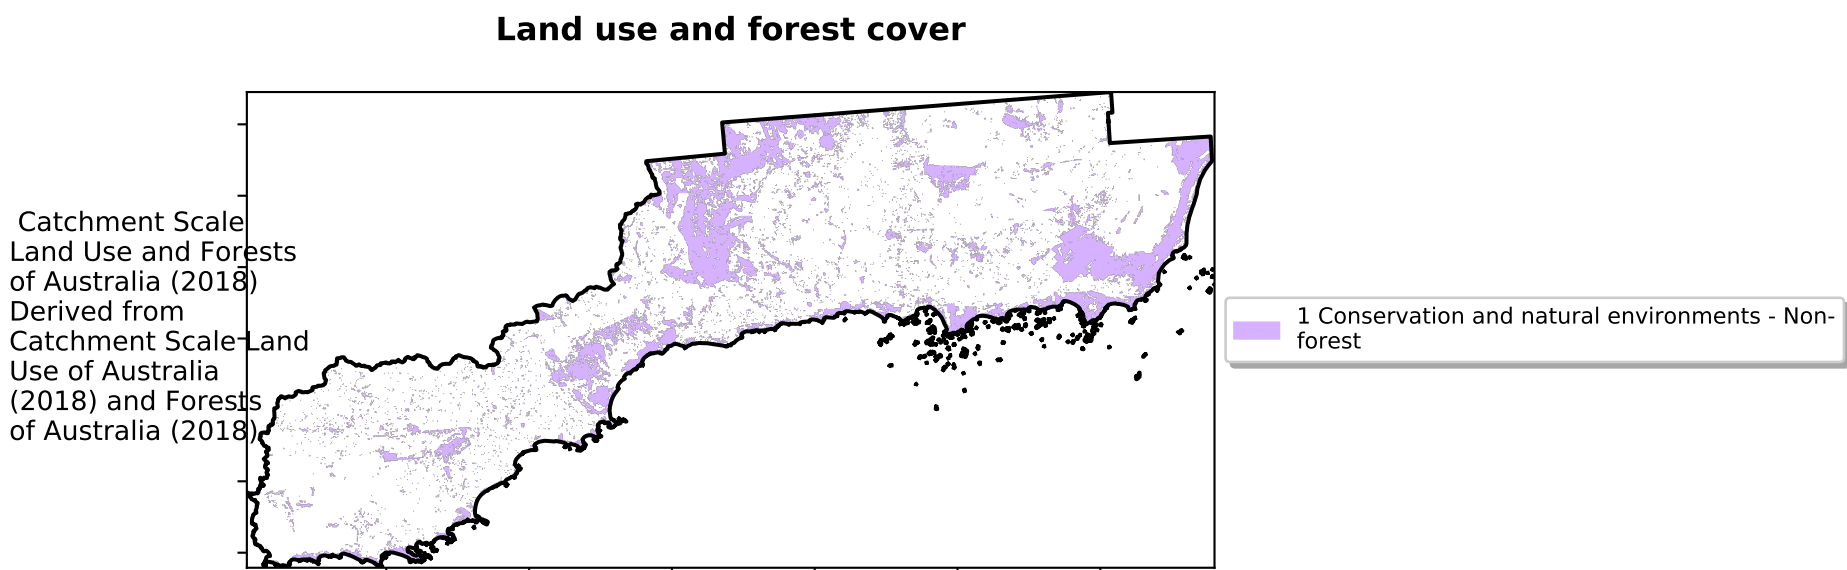 Land use and forest cover
Catchment Scale
Land Use and Forests
of Australia (2018)
Derived from
Catchment Scale Land
Use of Australia
(2018) and Forests
of Australia (2018)
1 Conservation and natural environments - Non-
forest